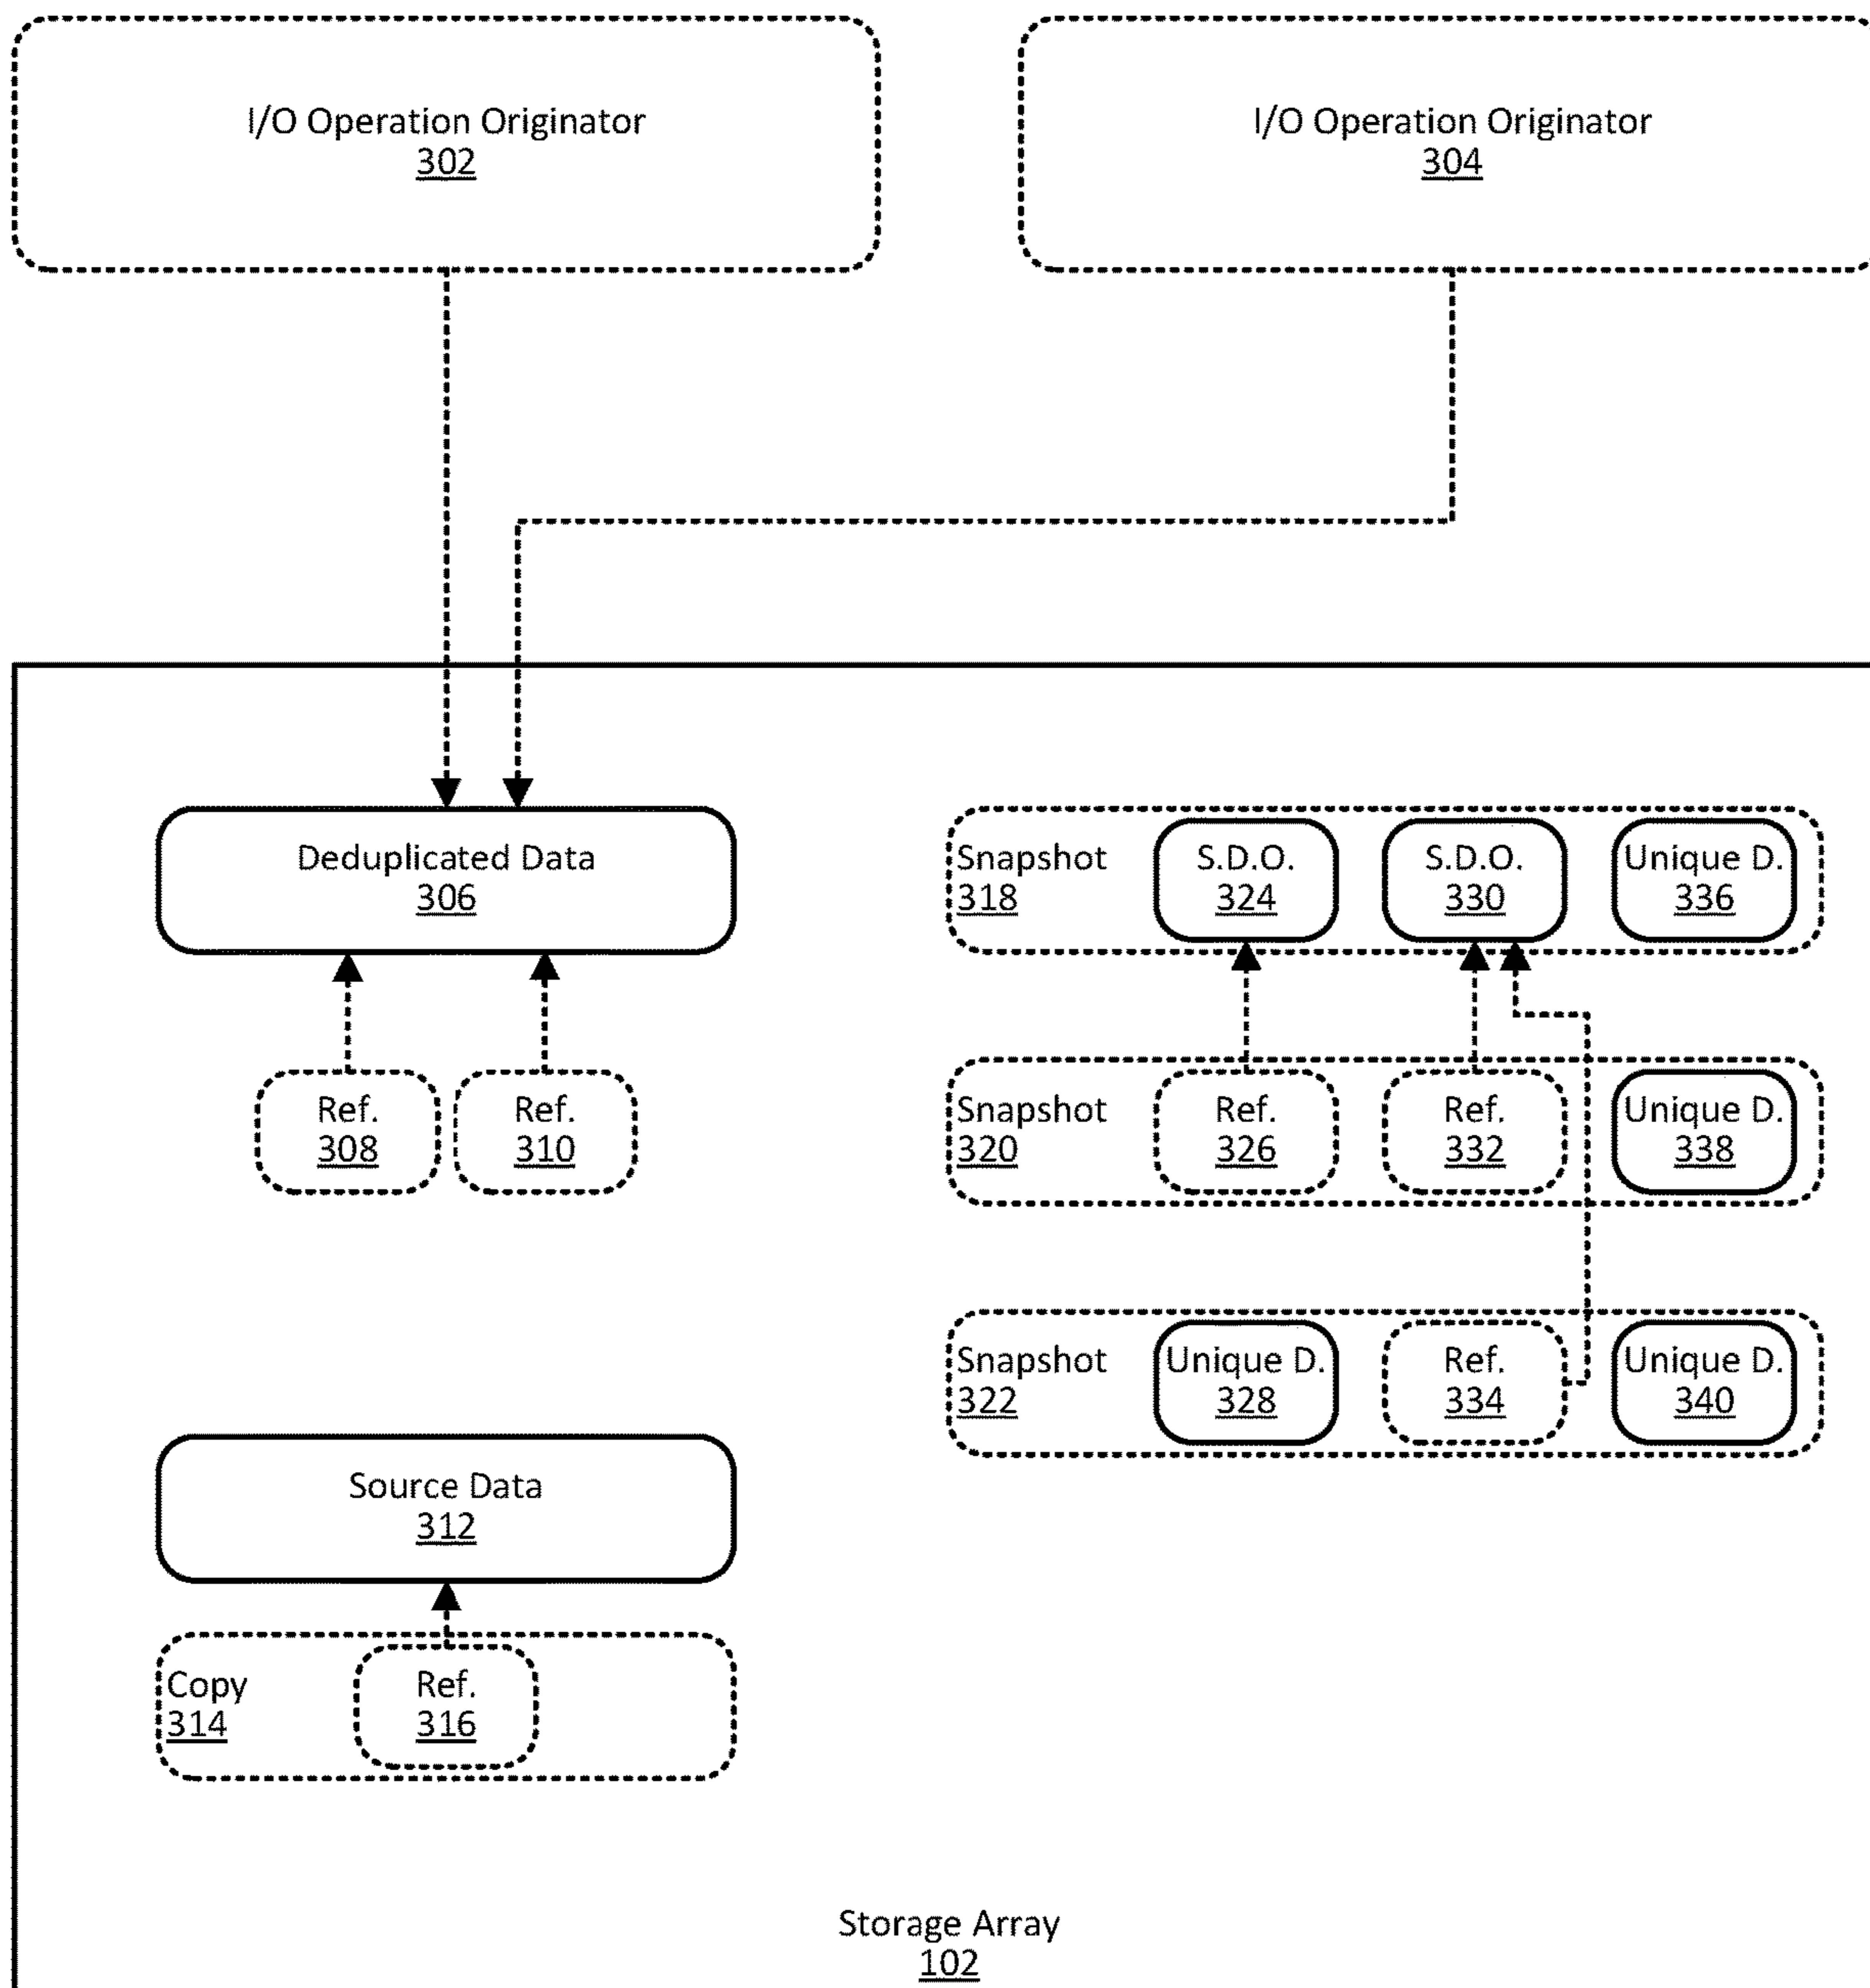 I/O Operation Originator
302
I/O Operation Originator
304
Deduplicated Data
306
Ref.
308
Ref.
310
Snapshot
318
S.D.O.
324
S.D.O.
330
Unique D.
336
Snapshot
320
Ref.
326
Ref.
332
Unique D.
338
Snapshot
322
Unique D.
328
Ref.
334
Unique D.
340
Source Data
312
Copy
314
Ref.
316
Storage Array
102